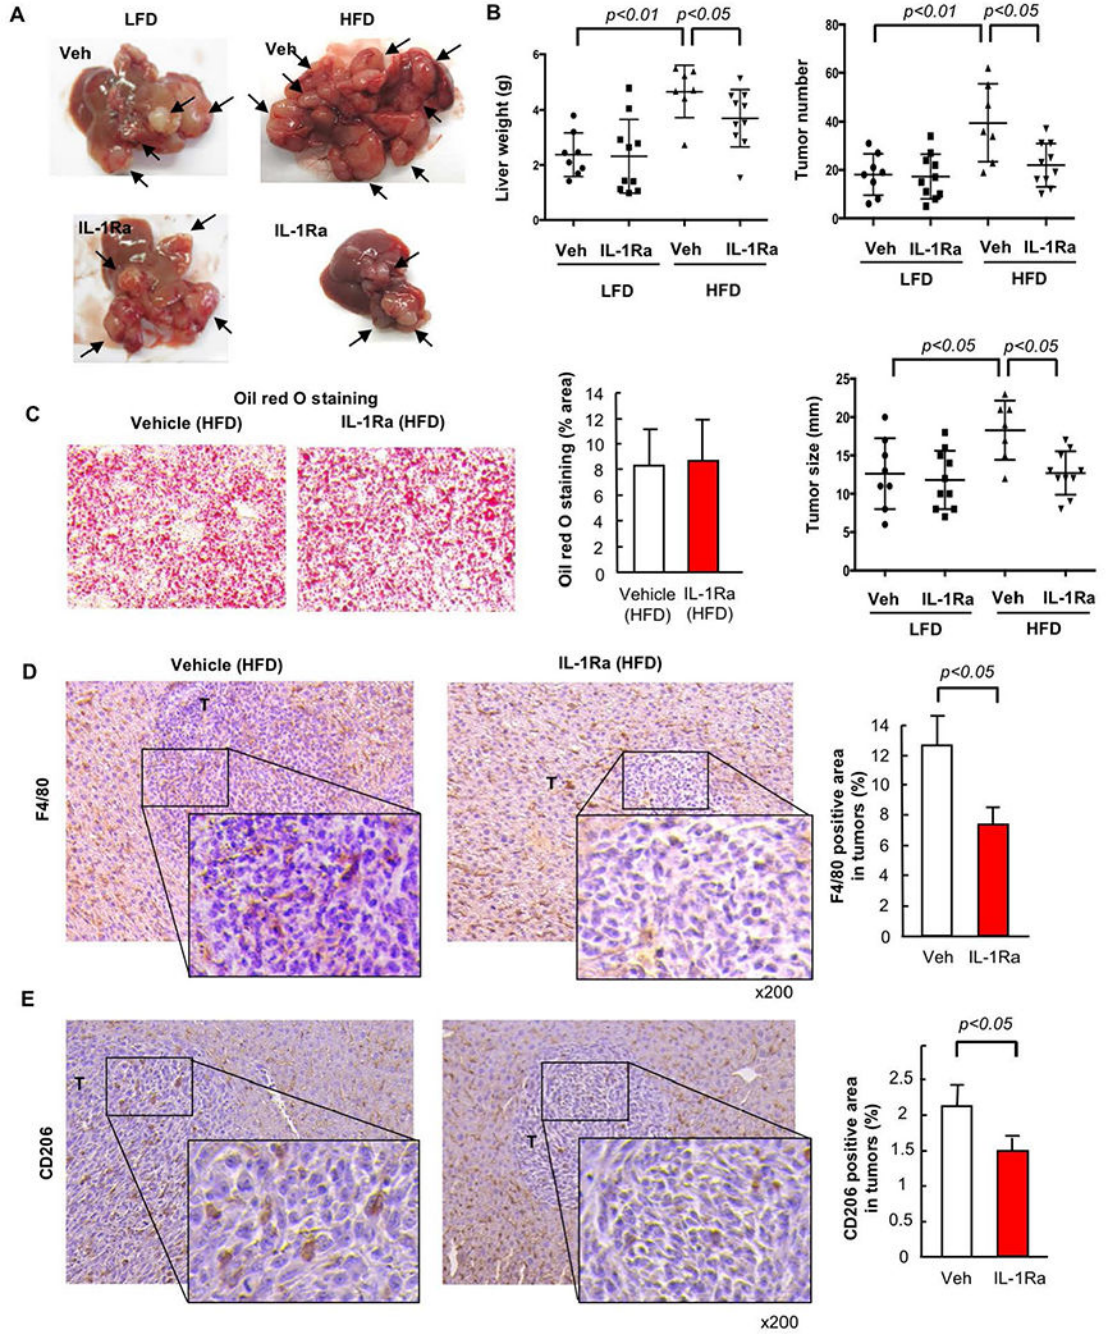 A
LFD
HFD
Veh
Veh
IL-1Ra
IL-1Ra
B
p<0.01
p<0.05
Liver weight (g)
6
4
2
0
Veh
IL-1Ra
Veh
IL-1Ra
LFD
HFD
p<0.01
p<0.05
Tumor number
80
60
40
20
0
Veh
IL-1Ra
Veh
IL-1Ra
LFD
HFD
p<0.05
p<0.05
Tumor size (mm)
25
20
15
10
5
0
Veh
IL-1Ra
Veh
IL-1Ra
LFD
HFD
C
Oil red O staining
Vehicle (HFD)
IL-1Ra (HFD)
Oil red O staining (% area)
14
12
10
8
6
4
2
0
Vehicle
(HFD)
IL-1Ra
(HFD)
D
Vehicle (HFD)
IL-1Ra (HFD)
F4/80
T
T
x200
p<0.05
F4/80 positive area
in tumors (%)
14
12
10
8
6
4
2
0
Veh
IL-1Ra
E
CD206
T
T
x200
p<0.05
CD206 positive area
in tumors (%)
2.5
2
1.5
1
0.5
0
Veh
IL-1Ra